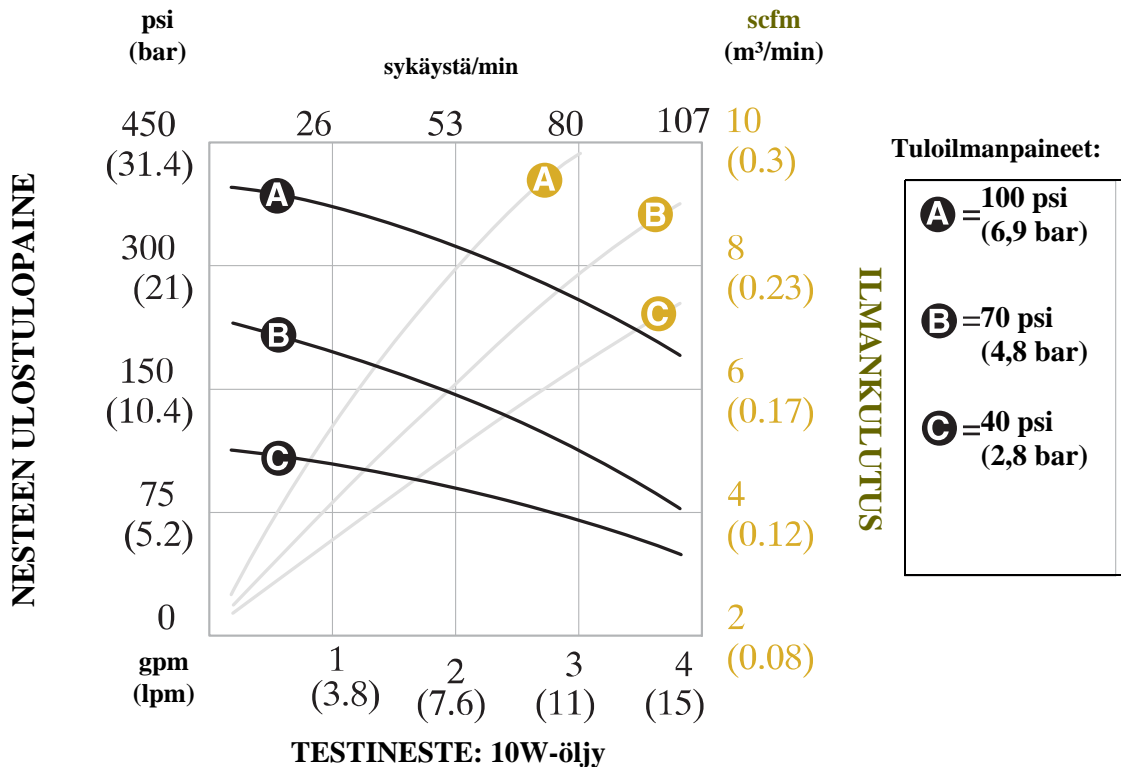 psi
(bar)
scfm
(m³/min)
sykäystä/min
26
53
80
107
450
(31.4)
300
(21)
150
(10.4)
75
(5.2)
0
10
(0.3)
8
(0.23)
6
(0.17)
4
(0.12)
2
(0.08)
NESTEEN ULOSTULOPAINE
ILMANKULUTUS
A
B
C
A
B
C
gpm
(lpm)
1
(3.8)
2
(7.6)
3
(11)
4
(15)
TESTINESTE: 10W-öljy
Tuloilmanpaineet:
A = 100 psi
(6,9 bar)
B = 70 psi
(4,8 bar)
C = 40 psi
(2,8 bar)